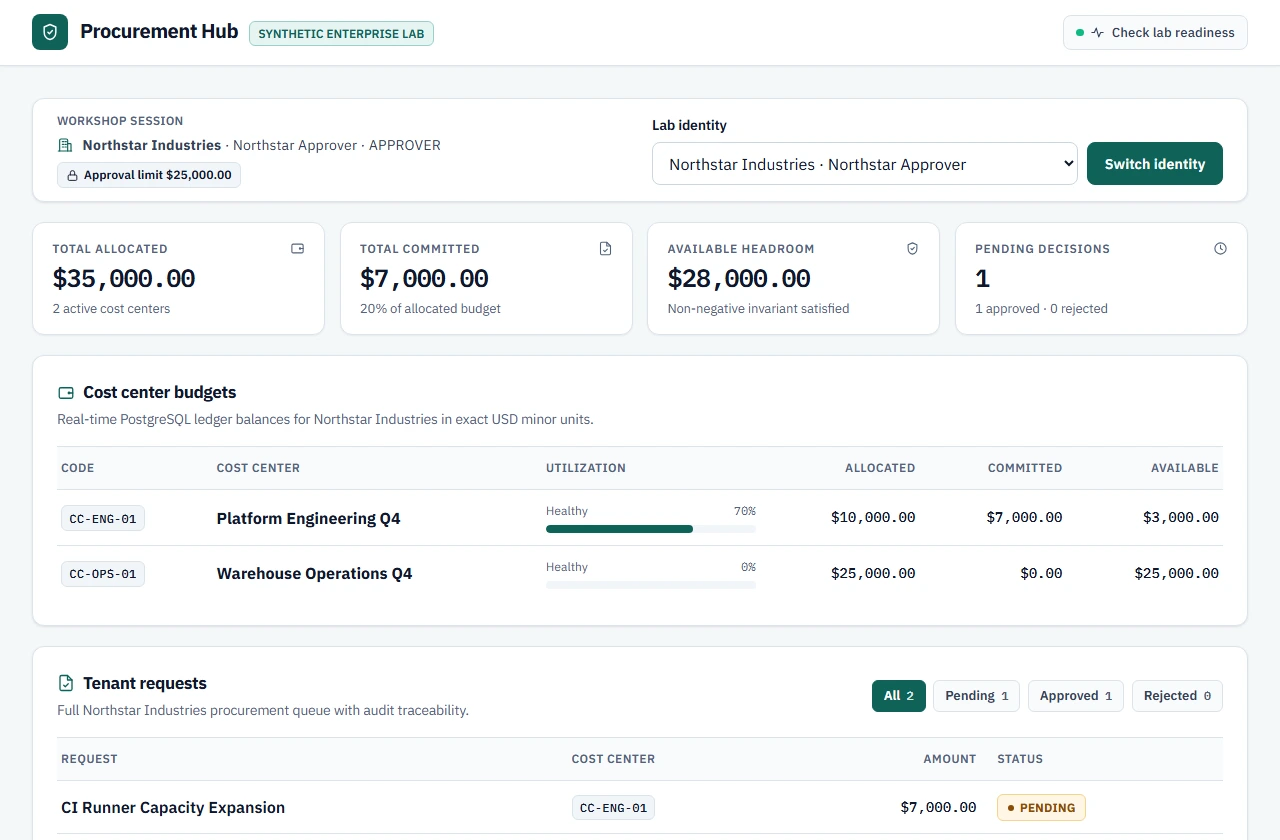 Procurement Hub SYNTHETIC ENTERPRISE LAB Check lab readiness
WORKSHOP SESSION
Northstar Industries · Northstar Approver · APPROVER
Approval limit $25,000.00
Lab identity
Northstar Industries · Northstar Approver Switch identity
TOTAL ALLOCATED
$35,000.00
2 active cost centers
TOTAL COMMITTED
$7,000.00
20% of allocated budget
AVAILABLE HEADROOM
$28,000.00
Non-negative invariant satisfied
PENDING DECISIONS
1
1 approved · 0 rejected
Cost center budgets
Real-time PostgreSQL ledger balances for Northstar Industries in exact USD minor units.
CODE COST CENTER UTILIZATION ALLOCATED COMMITTED AVAILABLE
CC-ENG-01 Platform Engineering Q4 Healthy 70% $10,000.00 $7,000.00 $3,000.00
CC-OPS-01 Warehouse Operations Q4 Healthy 0% $25,000.00 $0.00 $25,000.00
Tenant requests
Full Northstar Industries procurement queue with audit traceability.
All 2 Pending 1 Approved 1 Rejected 0
REQUEST COST CENTER AMOUNT STATUS
CI Runner Capacity Expansion CC-ENG-01 $7,000.00 PENDING